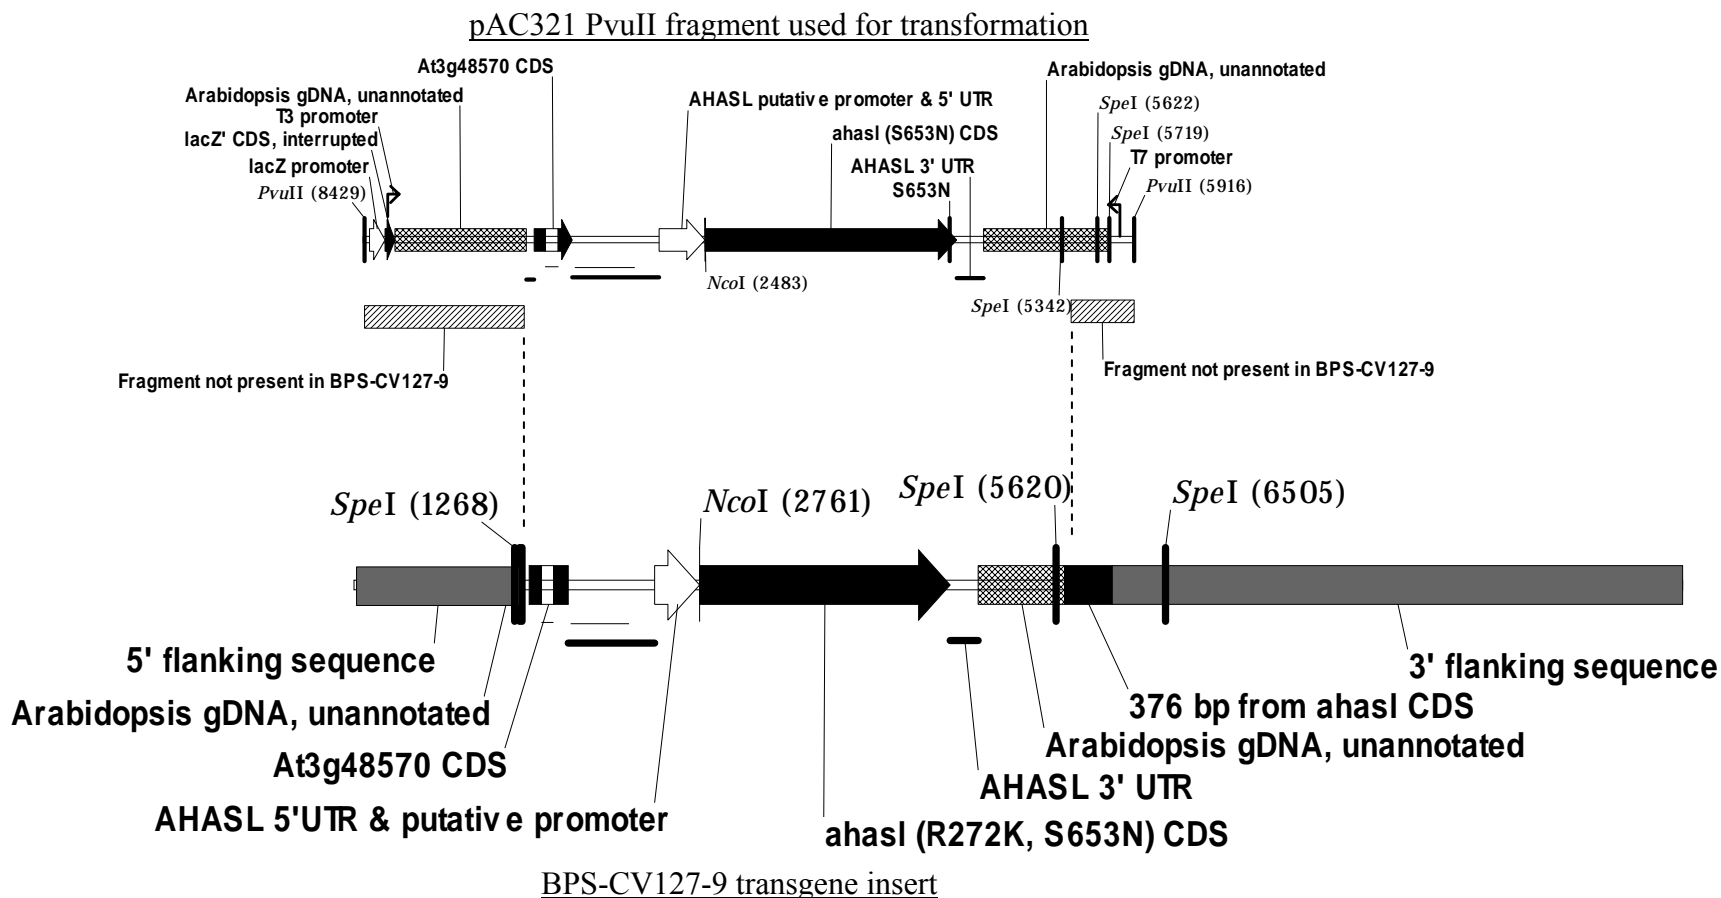 pAC321 PvuII fragment used for transformation
At3g48570 CDS
Arabidopsis gDNA, unannotated
Arabidopsis gDNA, unannotated
AHASL putative promoter & 5' UTR
SpeI (5622)
T3 promoter
lacZ' CDS, interrupted
ahasl (S653N) CDS
SpeI (5719)
lacZ promoter
AHASL 3' UTR
T7 promoter
PvuII (8429)
S653N
PvuII (5916)
NcoI (2483)
SpeI (5342)
Fragment not present in BPS-CV127-9
Fragment not present in BPS-CV127-9
SpeI (1268)
NcoI (2761)
SpeI (5620)
SpeI (6505)
5' flanking sequence
3' flanking sequence
Arabidopsis gDNA, unannotated
376 bp from ahasl CDS
At3g48570 CDS
Arabidopsis gDNA, unannotated
AHASL 3' UTR
AHASL 5'UTR & putative promoter
ahasl (R272K, S653N) CDS
BPS-CV127-9 transgene insert